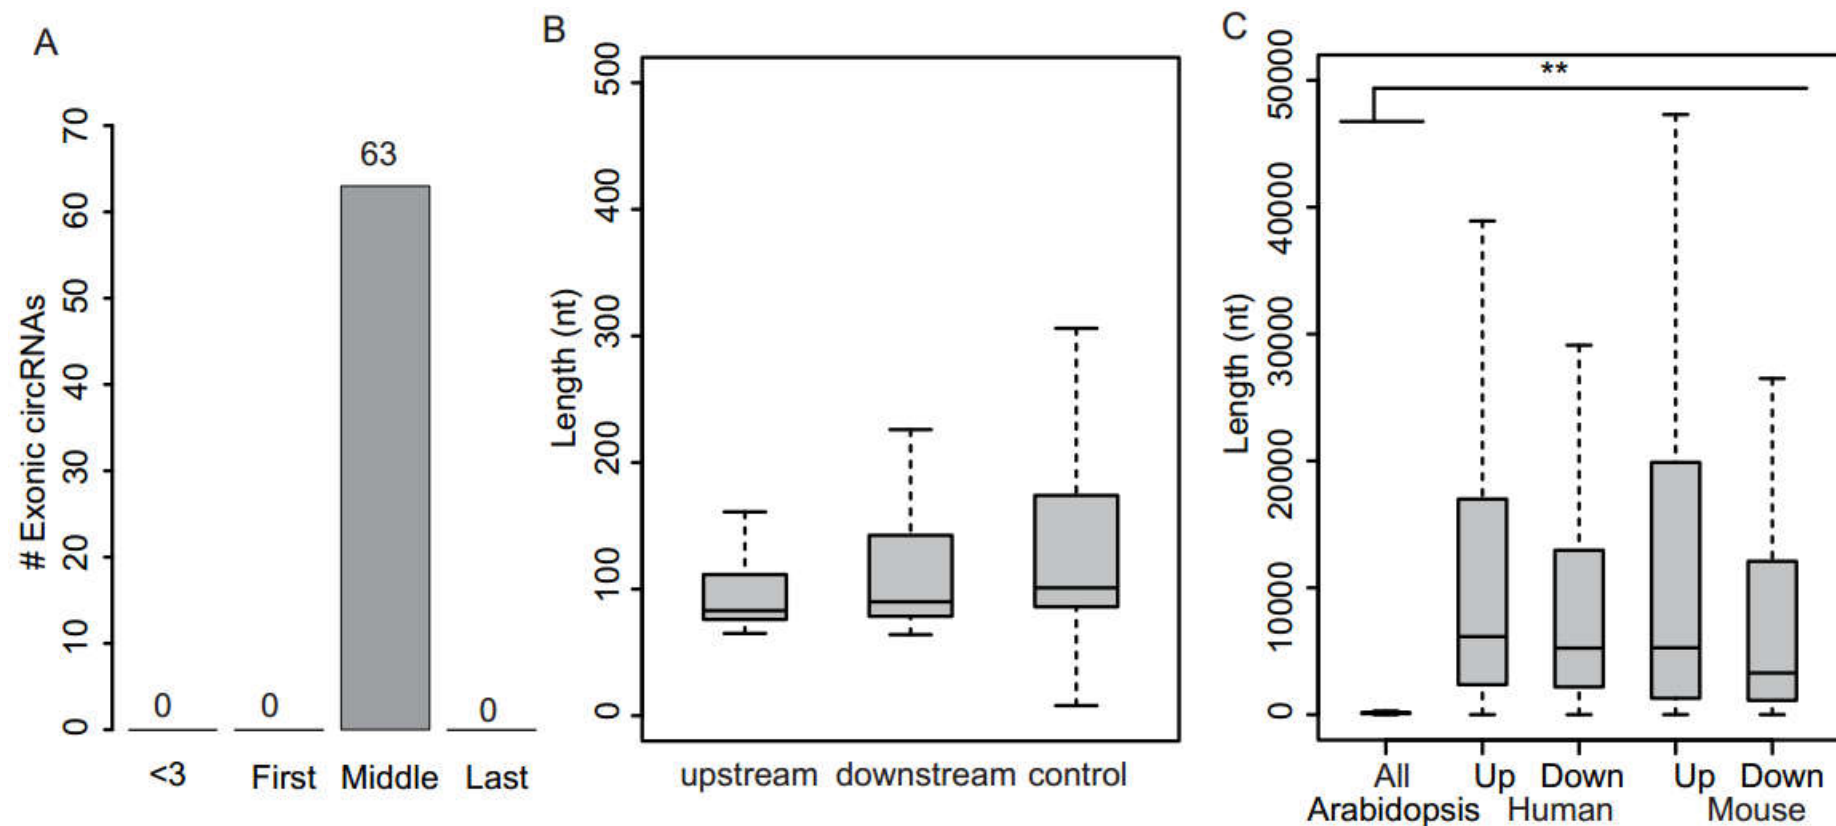 A
# Exonic circRNAs
70
60
50
40
30
20
10
0
0
0
63
0
<3 First Middle Last
B
Length (nt)
500
400
300
200
100
0
upstream downstream control
C
Length (nt)
50000
40000
30000
20000
10000
0
**
All Up Down Up Down
Arabidopsis Human Mouse